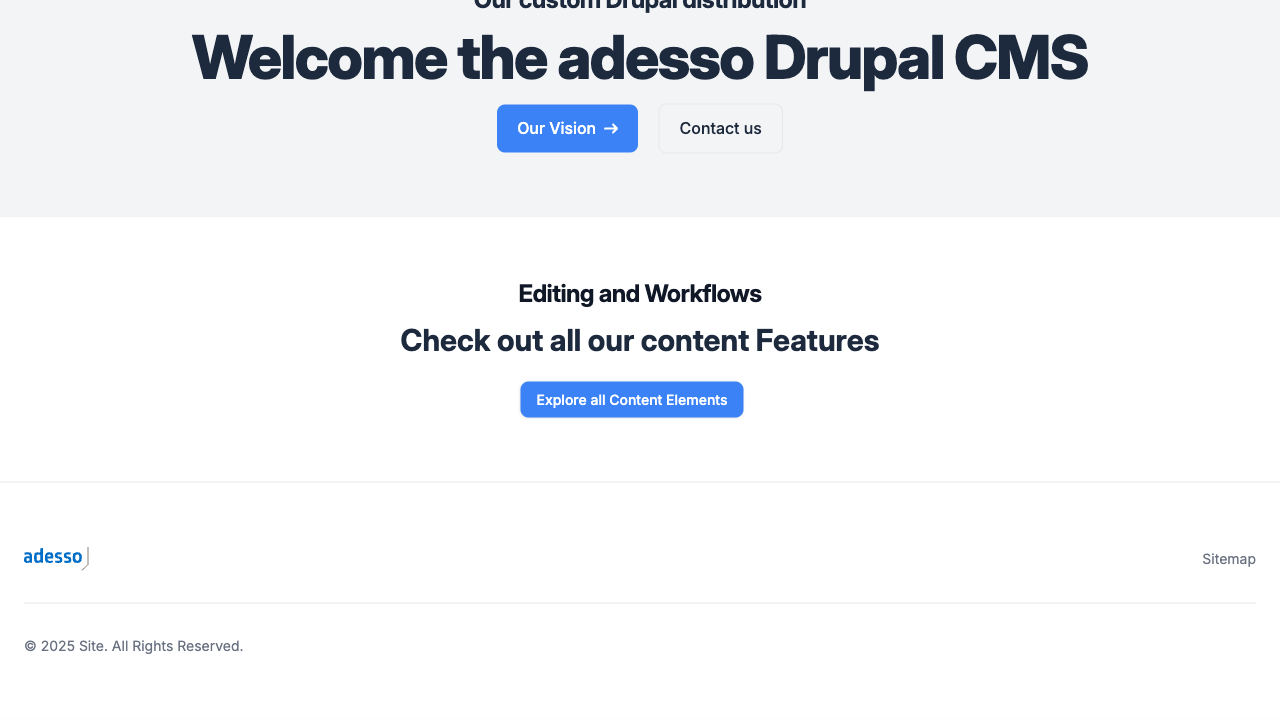 Our custom Drupal distribution
Welcome the adesso Drupal CMS
Our Vision →
Contact us
Editing and Workflows
Check out all our content Features
Explore all Content Elements
adesso
Sitemap
© 2025 Site. All Rights Reserved.